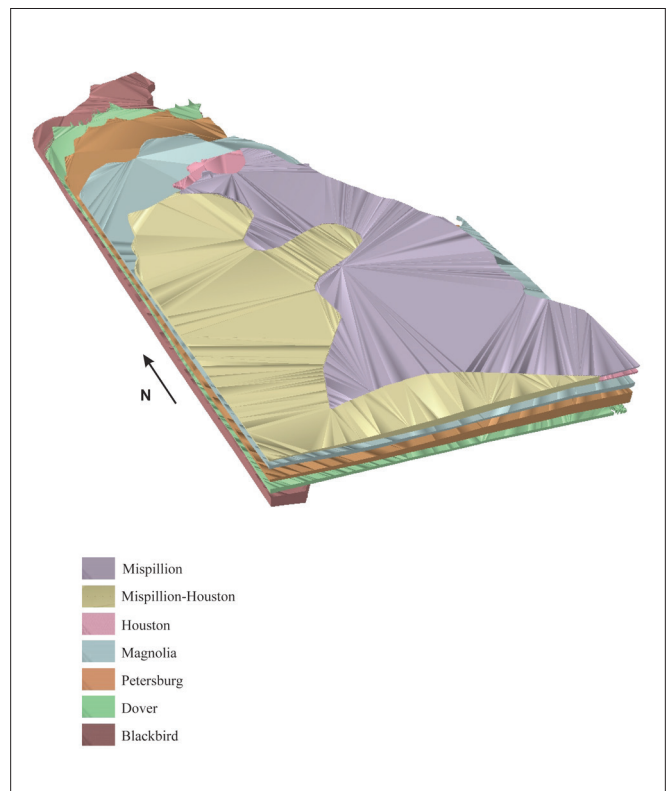 N
Mispillion
Mispillion-Houston
Houston
Magnolia
Petersburg
Dover
Blackbird